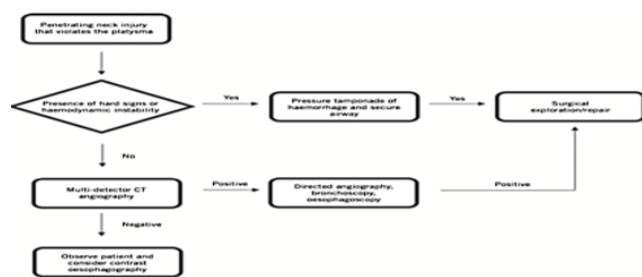 Penetrating neck injury
that violates the platysma
Presence of hard signs or
haemodynamic instability
Yes
Pressure tamponade of
haemorrhage and secure
airway
Yes
Surgical
exploration/repair
No
Multi-detector CT
angiography
Positive
Directed angiography,
bronchoscopy,
oesophagoscopy
Positive
Negative
Observe patient and
consider contrast
oesophagography